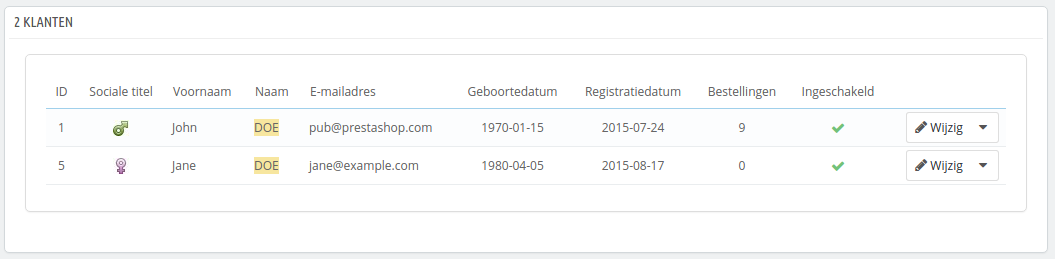 2 KLANTEN
ID Sociale titel Voornaam Naam E-mailadres Geboortedatum Registratiedatum Bestellingen Ingeschakeld
1 John DOE pub@prestashop.com 1970-01-15 2015-07-24 9 Wijzig
5 Jane DOE jane@example.com 1980-04-05 2015-08-17 0 Wijzig